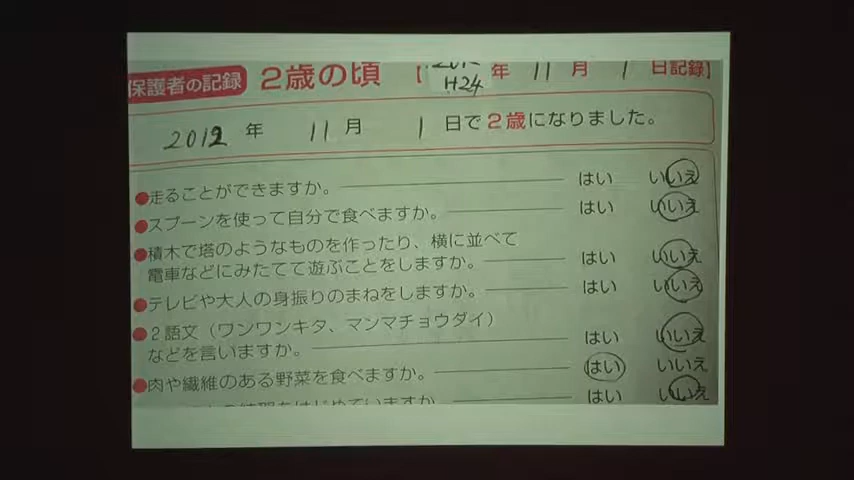 保護者の記録 2歳の頃 【 H24 年 11 月 1 日記録】
2012 年 11 月 1 日で2歳になりました。
●走ることができますか。 はい いいえ
●スプーンを使って自分で食べますか。 はい いいえ
●積木で塔のようなものを作ったり、横に並べて
電車などにみたてて遊ぶことをしますか。 はい いいえ
●テレビや大人の身振りのまねをしますか。 はい いいえ
●2語文（ワンワンキタ、マンマチョウダイ）
などを言いますか。 はい いいえ
●肉や繊維のある野菜を食べますか。 はい いいえ
はじめていますか はい いいえ